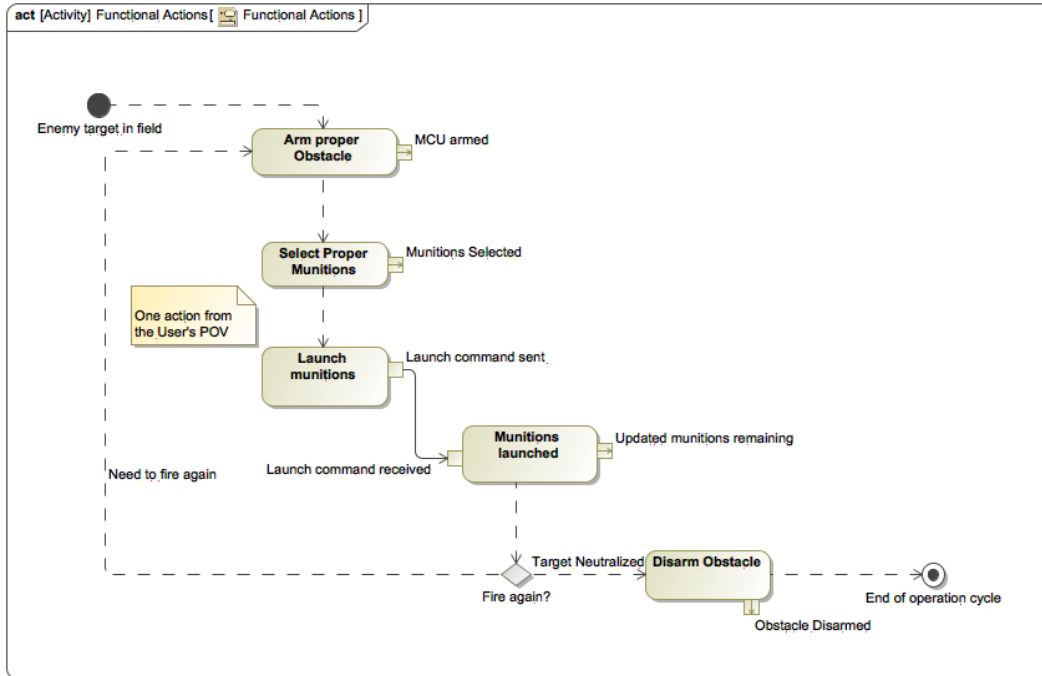 act [Activity] Functional Actions[ Functional Actions ]
Enemy target in field
Arm proper
Obstacle
MCU armed
Select Proper
Munitions
Munitions Selected
One action from
the User's POV
Launch
munitions
Launch command sent
Munitions
launched
Updated munitions remaining
Launch command received
Need to fire again
Target Neutralized
Disarm Obstacle
Fire again?
End of operation cycle
Obstacle Disarmed